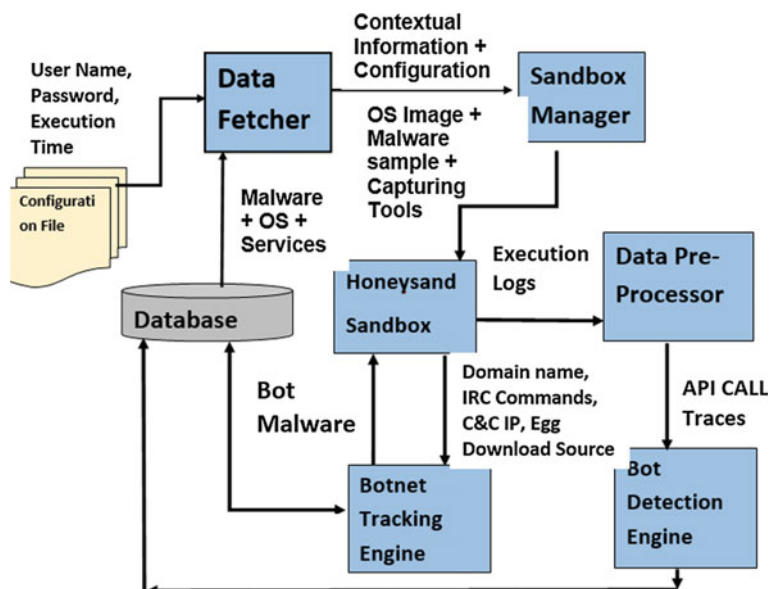 User Name,
Password,
Execution
Time
Data
Fetcher
Contextual
Information +
Configuration
Sandbox
Manager
OS Image +
Malware
sample +
Capturing
Tools
Configurati
on File
Malware
+ OS +
Services
Database
Honeysand
Sandbox
Execution
Logs
Data Pre-
Processor
Bot
Malware
Domain name,
IRC Commands,
C&C IP, Egg
Download Source
API CALL
Traces
Botnet
Tracking
Engine
Bot
Detection
Engine